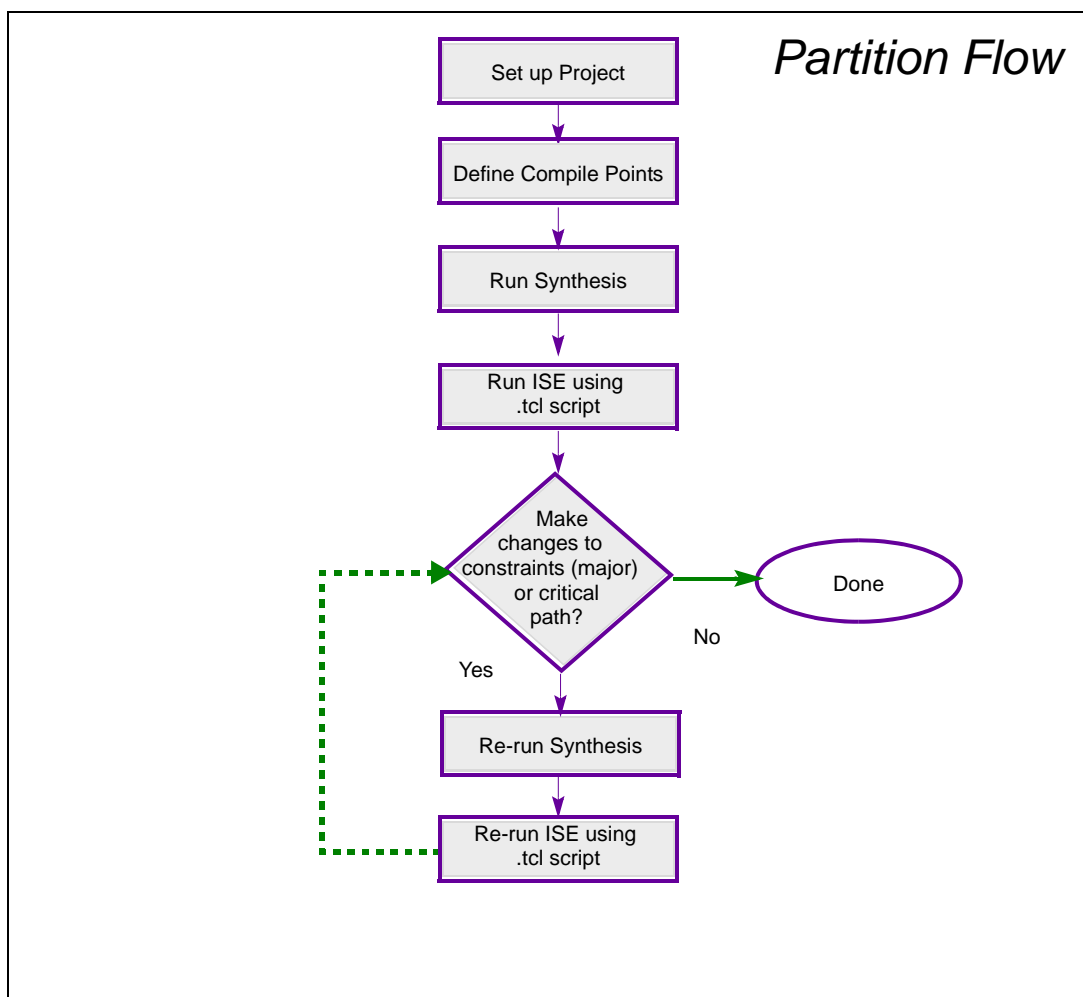 Partition Flow
Set up Project
Define Compile Points
Run Synthesis
Run ISE using
.tcl script
Make
changes to
constraints (major)
or critical
path?
Done
No
Yes
Re-run Synthesis
Re-run ISE using
.tcl script